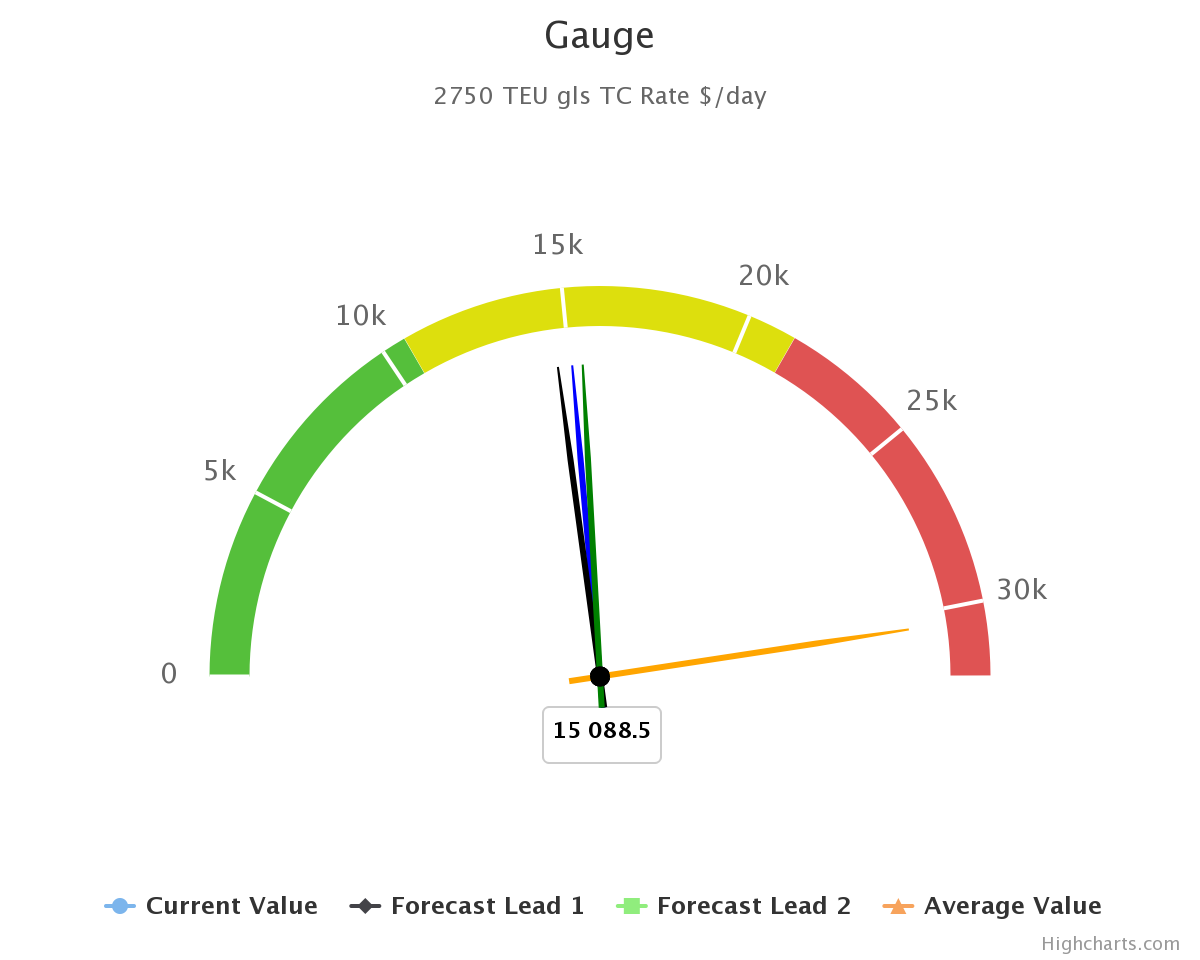 Gauge
2750 TEU gls TC Rate $/day
15k
20k
10k
25k
5k
30k
0
15 088.5
Current Value
Forecast Lead 1
Forecast Lead 2
Average Value
Highcharts.com